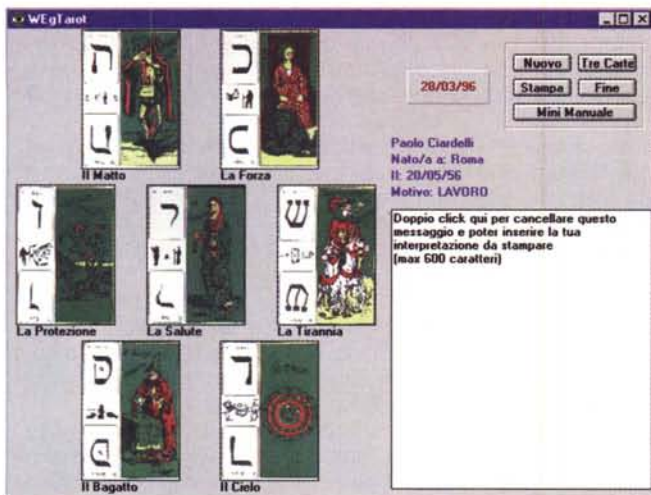 WEgTarot
Nuovo
Tre Carte
Stampa
Fine
Mini Manuale
28/03/96
Paolo Ciardelli
Nato/a a: Roma
Il: 20/05/56
Motivo: LAVORO
Il Matto
La Forza
La Protezione
La Salute
La Tirannia
Il Bagatto
Il Cielo
Doppio click qui per cancellare questo
messaggio e poter inserire la tua
interpretazione da stampare
(max 600 caratteri)